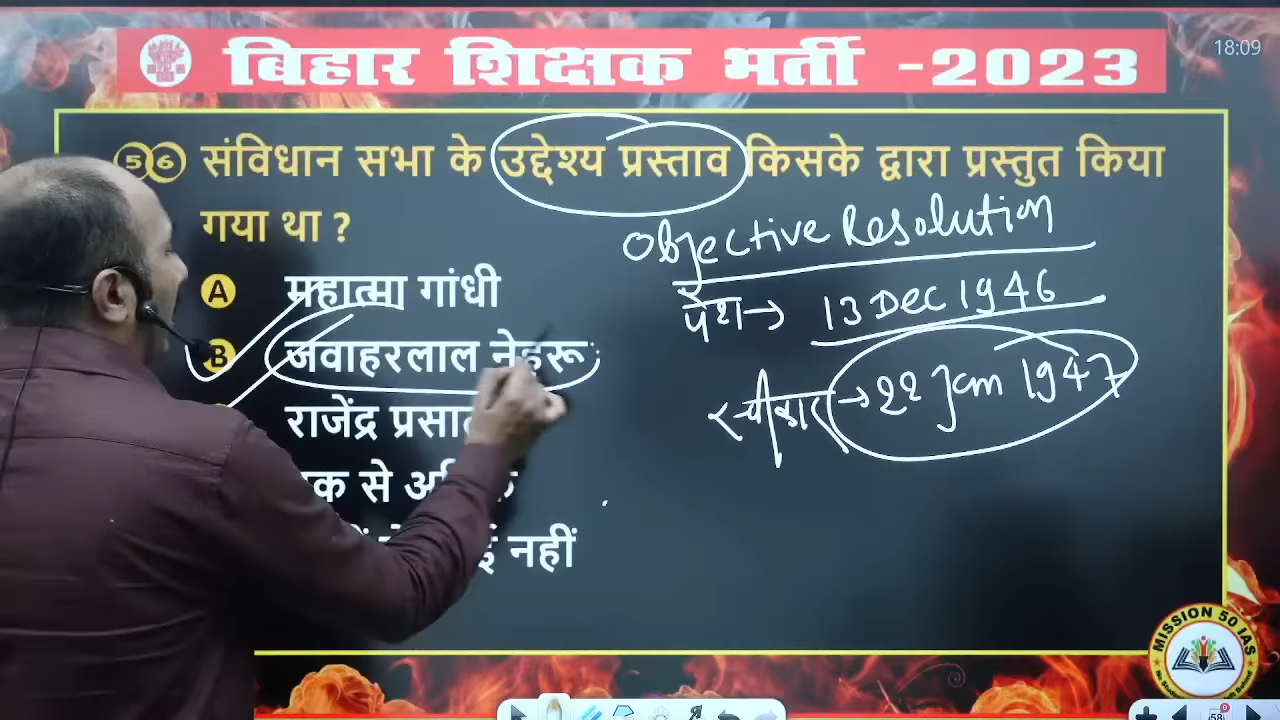 बिहार शिक्षक भर्ती -2023
18:09
56 संविधान सभा के उद्देश्य प्रस्ताव किसके द्वारा प्रस्तुत किया
गया था ?
Objective Resolution
A महात्मा गांधी
पेश→ 13 Dec 1946
B जवाहरलाल नेहरू
स्वीकार →22 Jan 1947
राजेंद्र
से
नहीं
MISSION 50 IAS
58